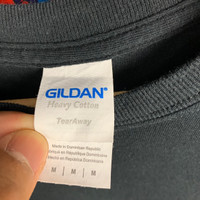 GILDAN®
Heavy Cotton
TearAway
Made in Dominican Republic
Hecho en República Dominicana
Fabriqué en République Dominicaine
M | M | M